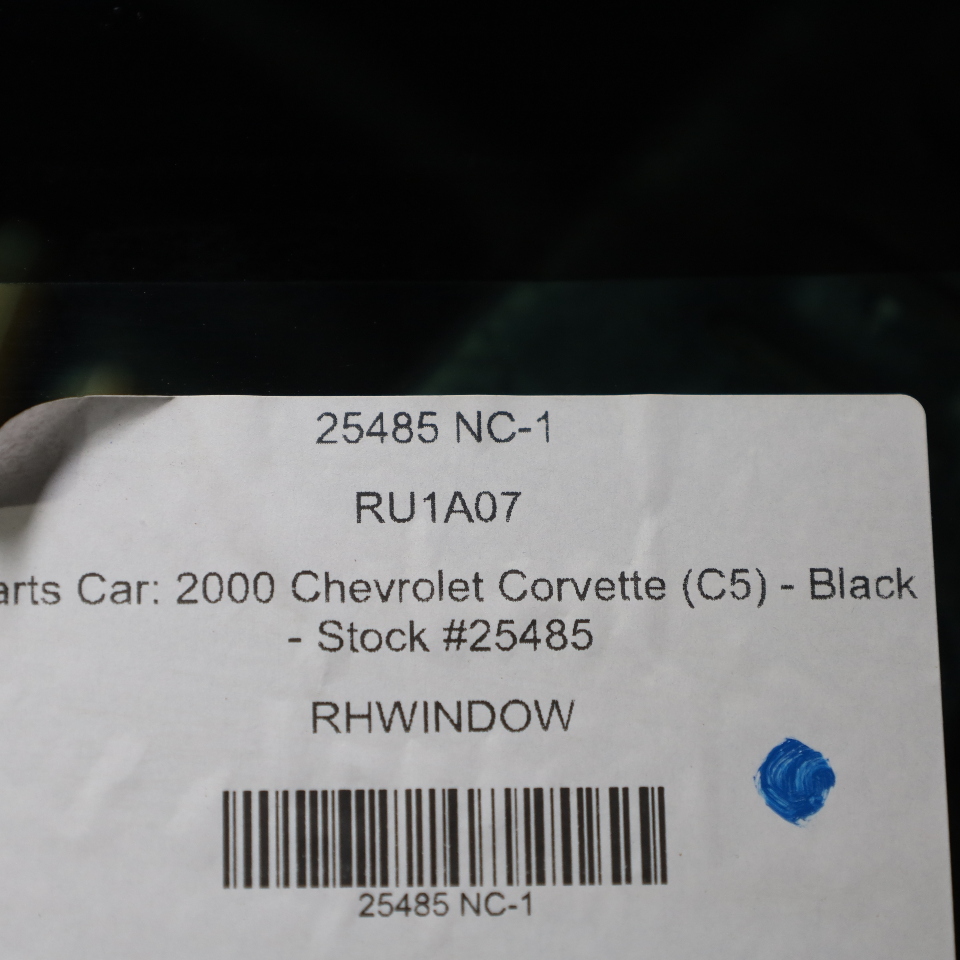 25485 NC-1
RU1A07
arts Car: 2000 Chevrolet Corvette (C5) - Black
- Stock #25485
RHWINDOW
25485 NC-1